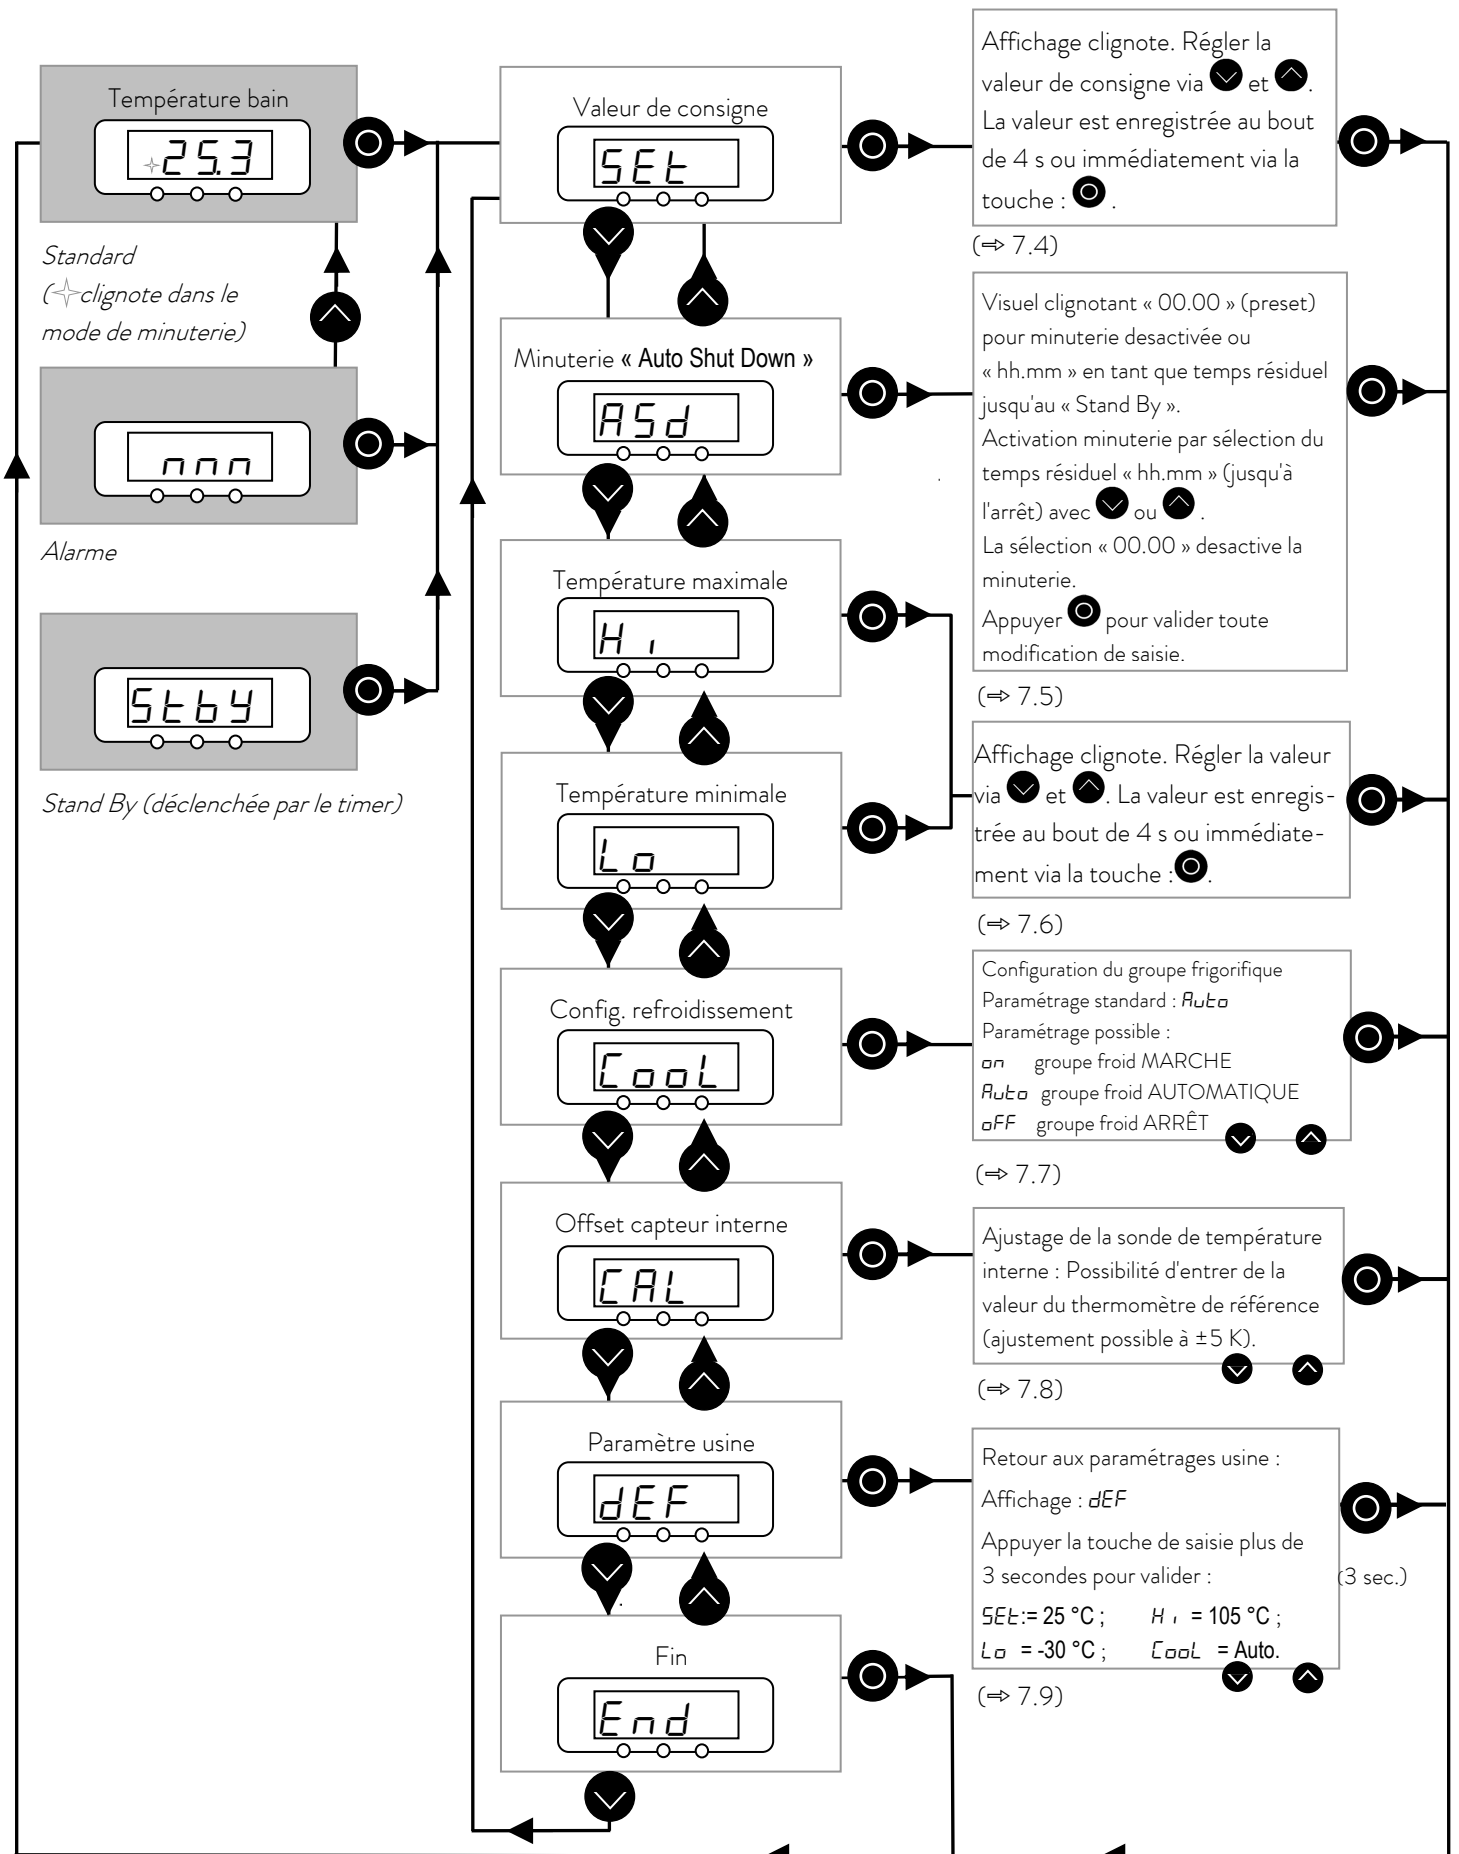 Température bain
25.3
Standard
(clignote dans le
mode de minuterie)
nnn
Alarme
Stby
Stand By (déclenchée par le timer)
Valeur de consigne
SEt
Minuterie « Auto Shut Down »
ASd
Température maximale
Hi
Température minimale
Lo
Config. refroidissement
CooL
Offset capteur interne
CAL
Paramètre usine
dEF
Fin
End
Affichage clignote. Régler la
valeur de consigne via et .
La valeur est enregistrée au bout
de 4 s ou immédiatement via la
touche : .
(⇨ 7.4)
Visuel clignotant « 00.00 » (preset)
pour minuterie desactivée ou
« hh.mm » en tant que temps résiduel
jusqu'au « Stand By ».
Activation minuterie par sélection du
temps résiduel « hh.mm » (jusqu'à
l'arrêt) avec ou .
La sélection « 00.00 » desactive la
minuterie.
Appuyer pour valider toute
modification de saisie.
(⇨ 7.5)
Affichage clignote. Régler la valeur
via et . La valeur est enregis-
trée au bout de 4 s ou immédiate-
ment via la touche : .
(⇨ 7.6)
Configuration du groupe frigorifique
Paramétrage standard : Auto
Paramétrage possible :
on groupe froid MARCHE
Auto groupe froid AUTOMATIQUE
oFF groupe froid ARRÊT
(⇨ 7.7)
Ajustage de la sonde de température
interne : Possibilité d'entrer de la
valeur du thermomètre de référence
(ajustement possible à ±5 K).
(⇨ 7.8)
Retour aux paramétrages usine :
Affichage : dEF
Appuyer la touche de saisie plus de
3 secondes pour valider :
(3 sec.)
SEt:= 25 °C ; Hi = 105 °C ;
Lo = -30 °C ; CooL = Auto.
(⇨ 7.9)